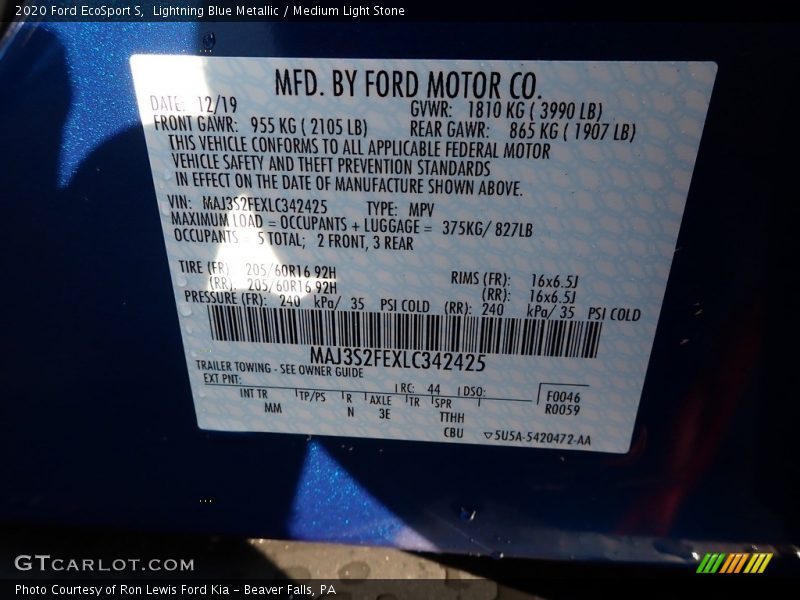 2020 Ford EcoSport S,  Lightning Blue Metallic / Medium Light Stone
MFD. BY FORD MOTOR CO.
DATE: 12/19
GVWR: 1810 KG ( 3990 LB)
FRONT GAWR: 955 KG ( 2105 LB)
REAR GAWR: 865 KG ( 1907 LB)
THIS VEHICLE CONFORMS TO ALL APPLICABLE FEDERAL MOTOR
VEHICLE SAFETY AND THEFT PREVENTION STANDARDS
IN EFFECT ON THE DATE OF MANUFACTURE SHOWN ABOVE.
VIN: MAJ3S2FEXLC342425 TYPE: MPV
MAXIMUM LOAD = OCCUPANTS + LUGGAGE = 375KG/ 827LB
OCCUPANTS = 5 TOTAL; 2 FRONT, 3 REAR
TIRE (FR) 205/60R16 92H RIMS (FR): 16x6.5J
(RR): 205/60R16 92H (RR): 16x6.5J
PRESSURE (FR): 240 kPa/ 35 PSI COLD (RR): 240 kPa/ 35 PSI COLD
MAJ3S2FEXLC342425
TRAILER TOWING - SEE OWNER GUIDE
EXT PNT: RC: 44 DSO: F0046
R0059
INT TR TP/PS R AXLE TR SPR
MM N 3E TTHH
CBU ▽5U5A-5420472-AA
GTCARLOT.COM
Photo Courtesy of Ron Lewis Ford Kia – Beaver Falls, PA